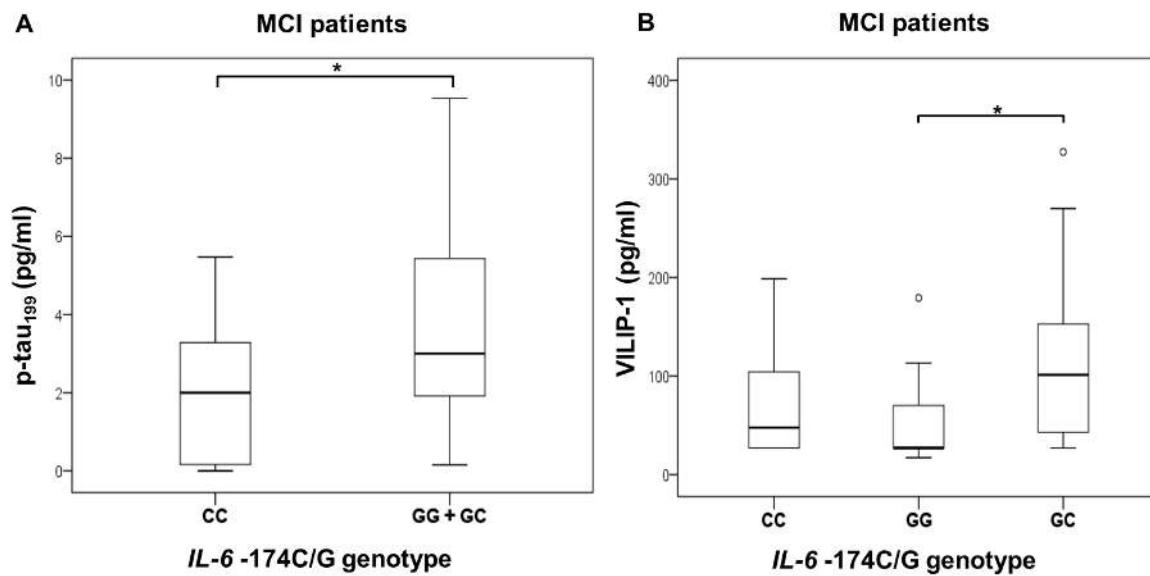 A
MCI patients
*
10
8
6
4
2
0
p-tau199 (pg/ml)
CC
GG + GC
IL-6 -174C/G genotype
B
MCI patients
*
400
300
200
100
0
VILIP-1 (pg/ml)
CC
GG
GC
IL-6 -174C/G genotype